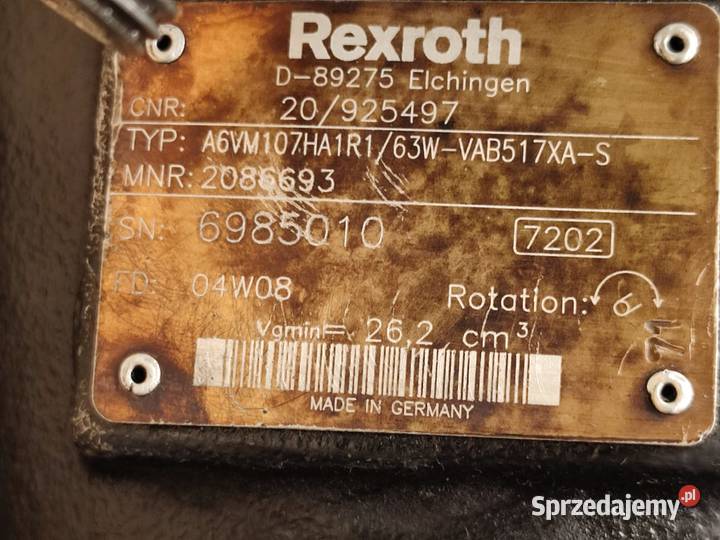 Rexroth
D-89275 Elchingen
CNR: 20/925497
TYP: A6VM107HA1R1/63W-VAB517XA-S
MNR: 2086693
SN: 6985010 7202
FD: 04W08
Rotation:
71
Vgmin= 26,2 cm³
MADE IN GERMANY
Sprzedajemy.pl